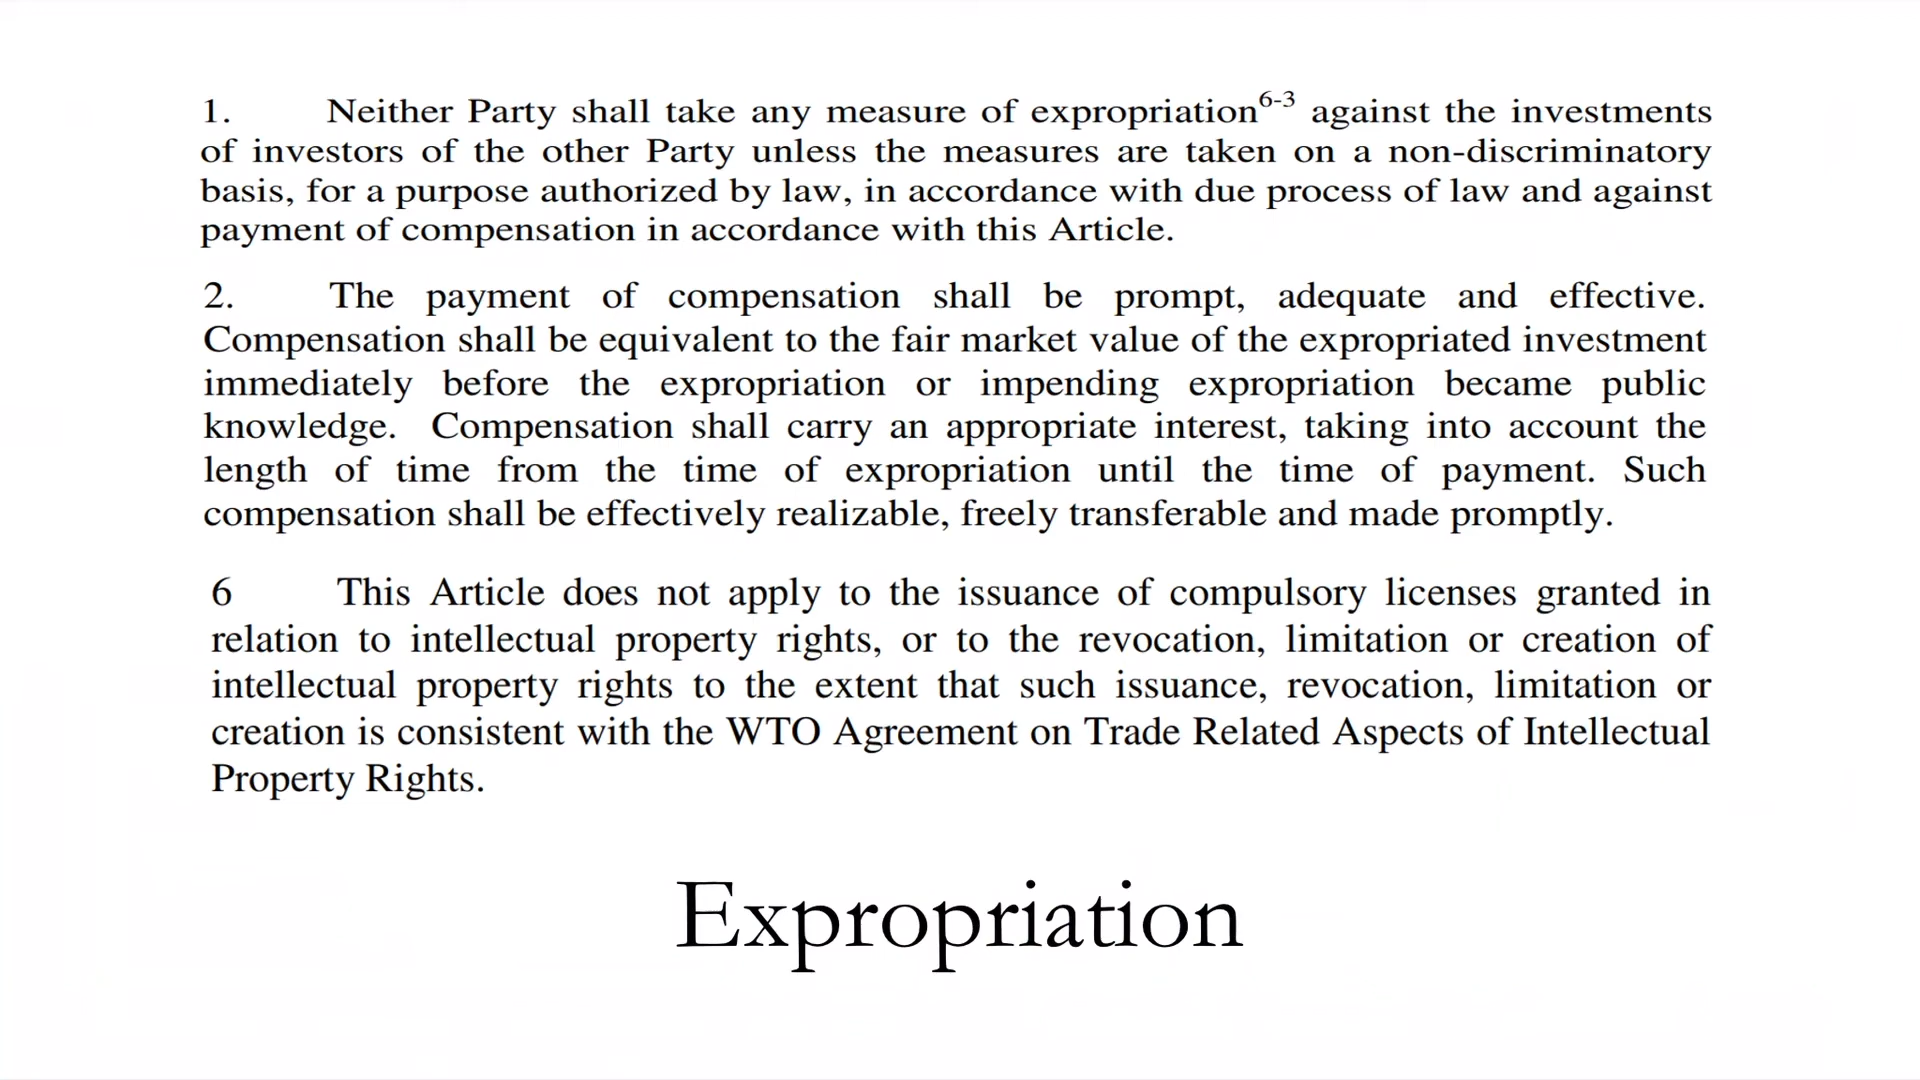 1. Neither Party shall take any measure of expropriation6-3 against the investments
of investors of the other Party unless the measures are taken on a non-discriminatory
basis, for a purpose authorized by law, in accordance with due process of law and against
payment of compensation in accordance with this Article.
2. The payment of compensation shall be prompt, adequate and effective.
Compensation shall be equivalent to the fair market value of the expropriated investment
immediately before the expropriation or impending expropriation became public
knowledge. Compensation shall carry an appropriate interest, taking into account the
length of time from the time of expropriation until the time of payment. Such
compensation shall be effectively realizable, freely transferable and made promptly.
6 This Article does not apply to the issuance of compulsory licenses granted in
relation to intellectual property rights, or to the revocation, limitation or creation of
intellectual property rights to the extent that such issuance, revocation, limitation or
creation is consistent with the WTO Agreement on Trade Related Aspects of Intellectual
Property Rights.
Expropriation